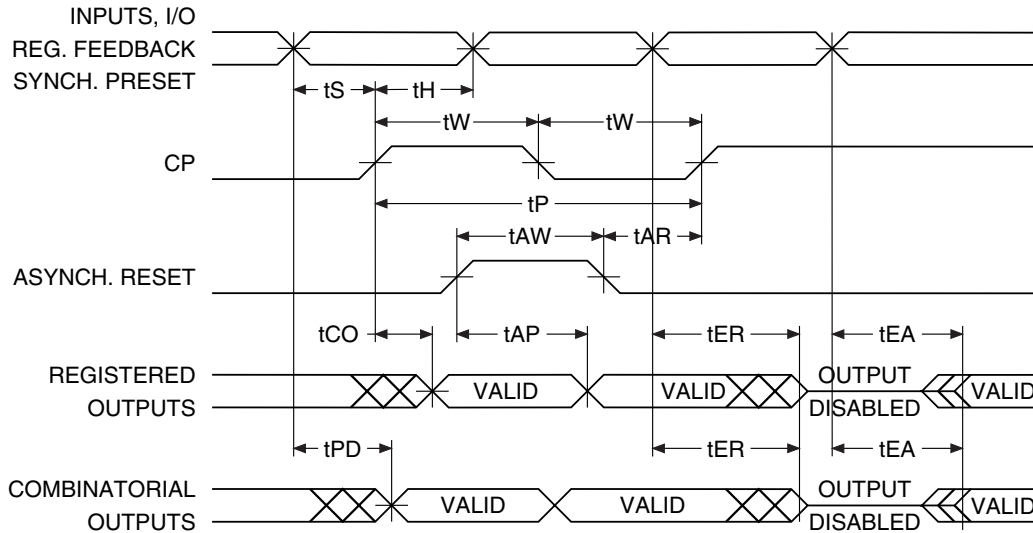 INPUTS, I/O
REG. FEEDBACK
SYNCH. PRESET
tS tH
tW tW
CP
tP
tAW tAR
ASYNCH. RESET
tCO tAP tER tEA
REGISTERED OUTPUT
VALID VALID VALID
OUTPUTS DISABLED
tPD tER tEA
COMBINATORIAL OUTPUT
VALID VALID VALID
OUTPUTS DISABLED